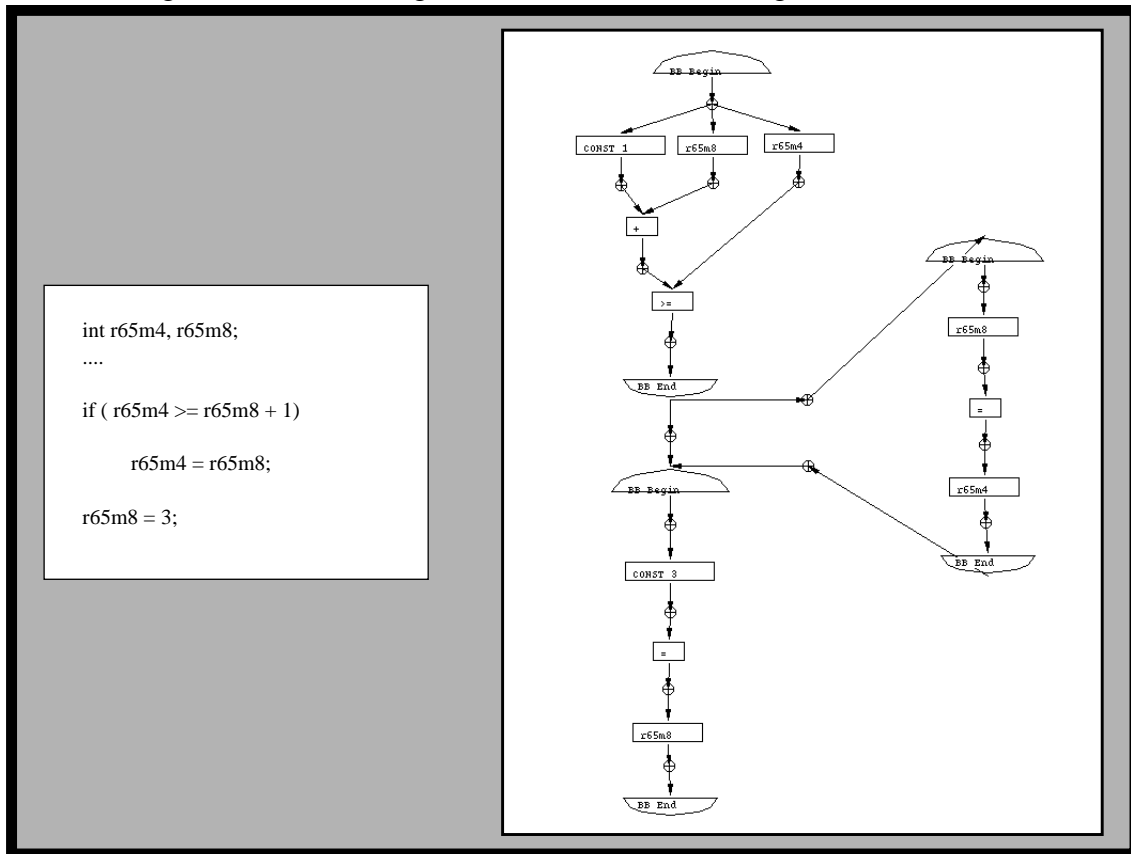 int r65m4, r65m8;
....
if ( r65m4 >= r65m8 + 1)
r65m4 = r65m8;
r65m8 = 3;
BB Begin
CONST 1
r65m8
r65m4
+
>=
BB End
BB Begin
CONST 3
=
r65m8
BB End
BB Begin
r65m8
=
r65m4
BB End